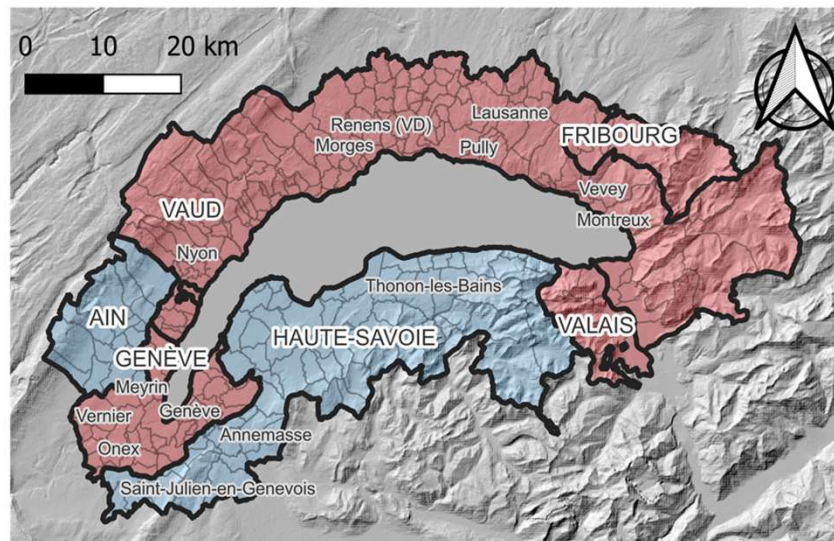 0 10 20 km
Lausanne
Renens (VD)
FRIBOURG
Morges
Pully
Vevey
VAUD
Montreux
Nyon
Thonon-les-Bains
AIN
HAUTE-SAVOIE
VALAIS
GENÈVE
Meyrin
Vernier
Genève
Annemasse
Onex
Saint-Julien-en-Genevois